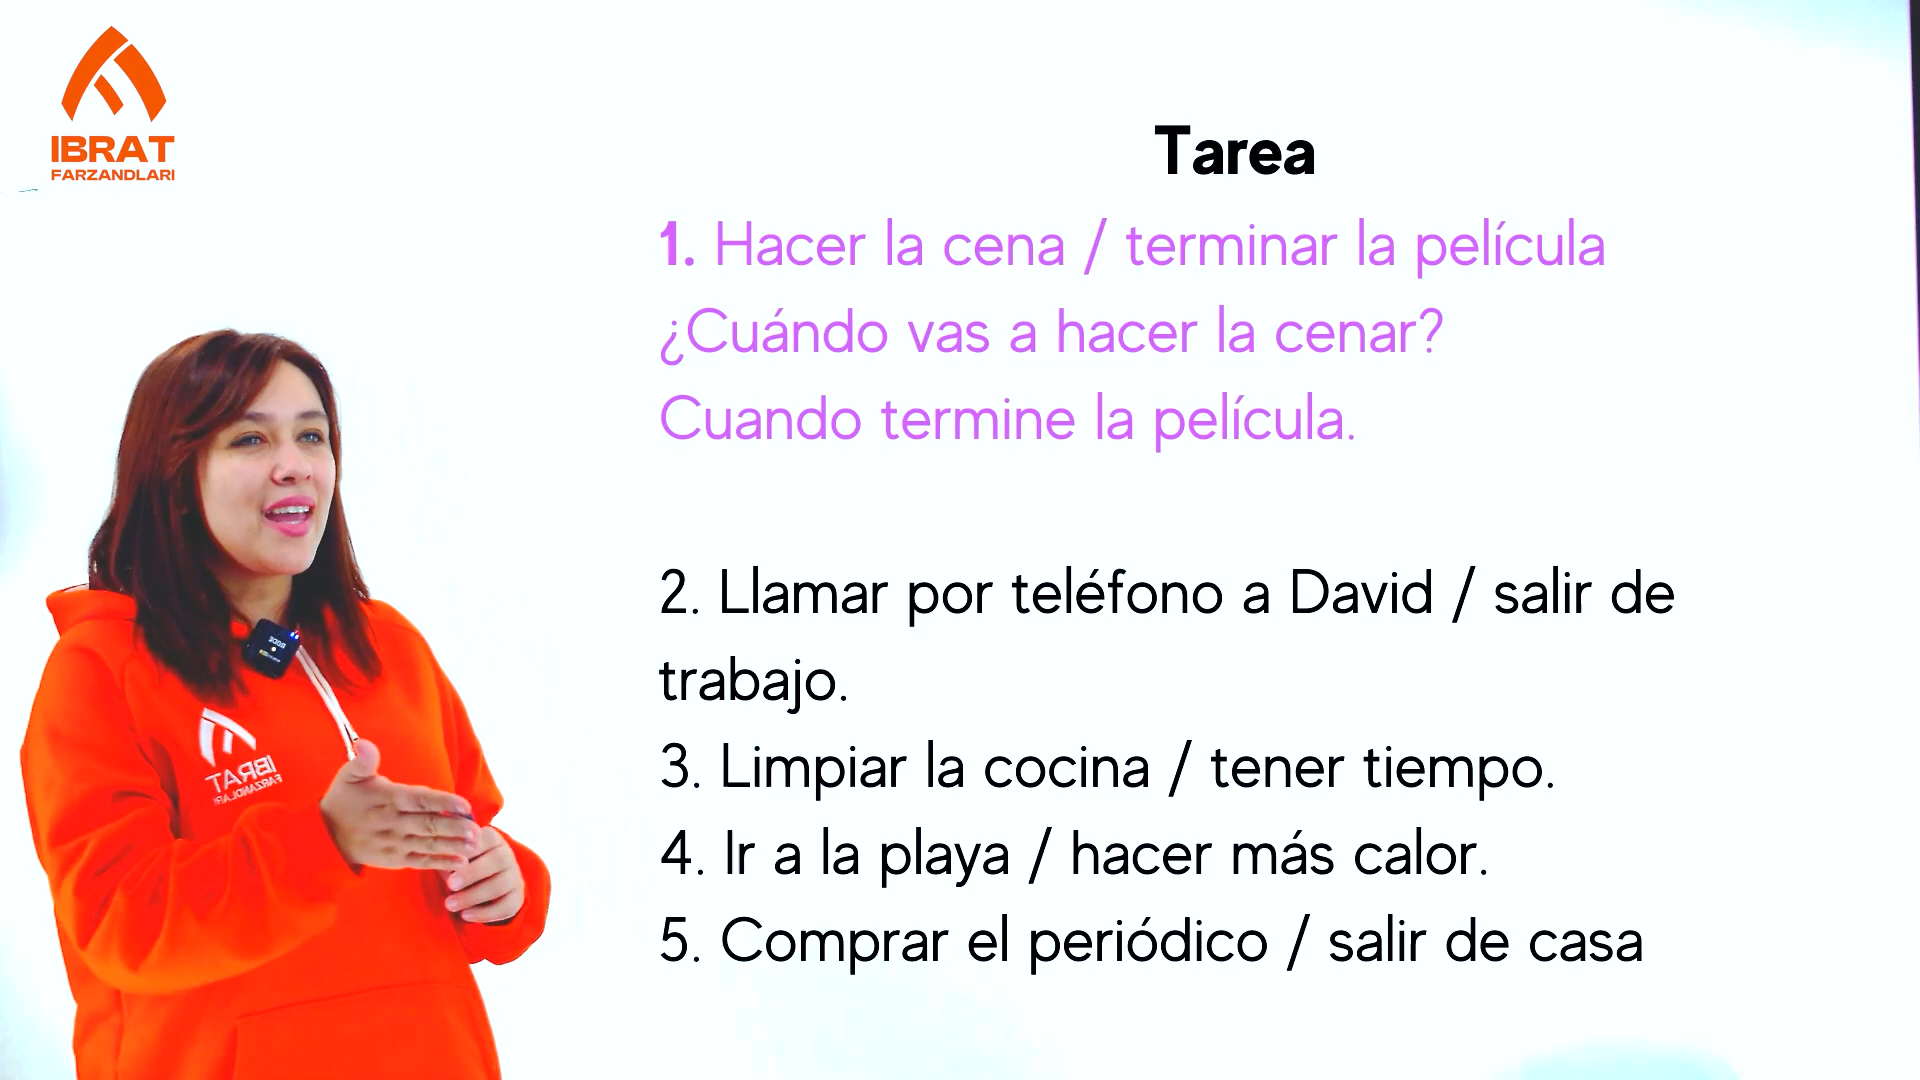 IBRAT
FARZANDLARI
Tarea
1. Hacer la cena / terminar la película
¿Cuándo vas a hacer la cenar?
Cuando termine la película.
2. Llamar por teléfono a David / salir de
trabajo.
3. Limpiar la cocina / tener tiempo.
4. Ir a la playa / hacer más calor.
5. Comprar el periódico / salir de casa
IBRAT
FARZANDLARI